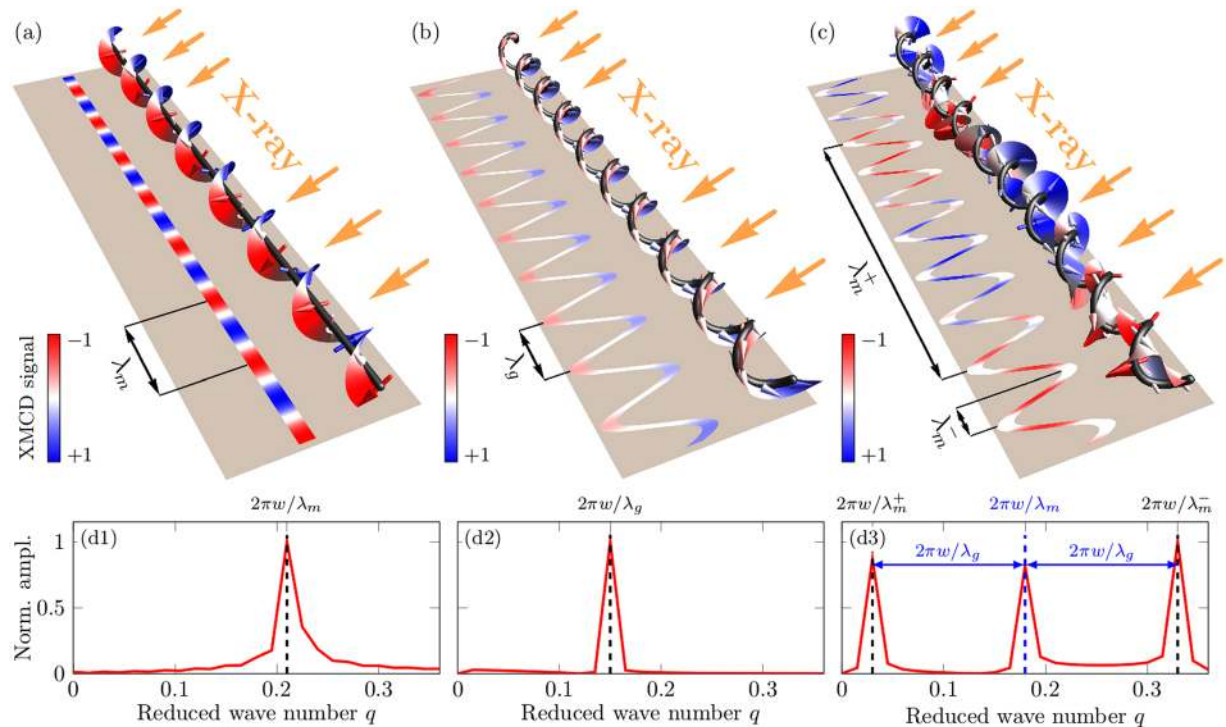 (a)
X-ray
λₘ
XMCD signal
−1
+1
(b)
X-ray
λg
−1
+1
(c)
X-ray
λₘ⁺
λₘ⁻
−1
+1
2πw/λₘ
(d1)
Norm. ampl.
1
0.5
0
0 0.1 0.2 0.3
Reduced wave number q
2πw/λg
(d2)
0 0.1 0.2 0.3
Reduced wave number q
2πw/λₘ⁺ 2πw/λₘ 2πw/λₘ⁻
(d3)
2πw/λg 2πw/λg
0 0.1 0.2 0.3
Reduced wave number q